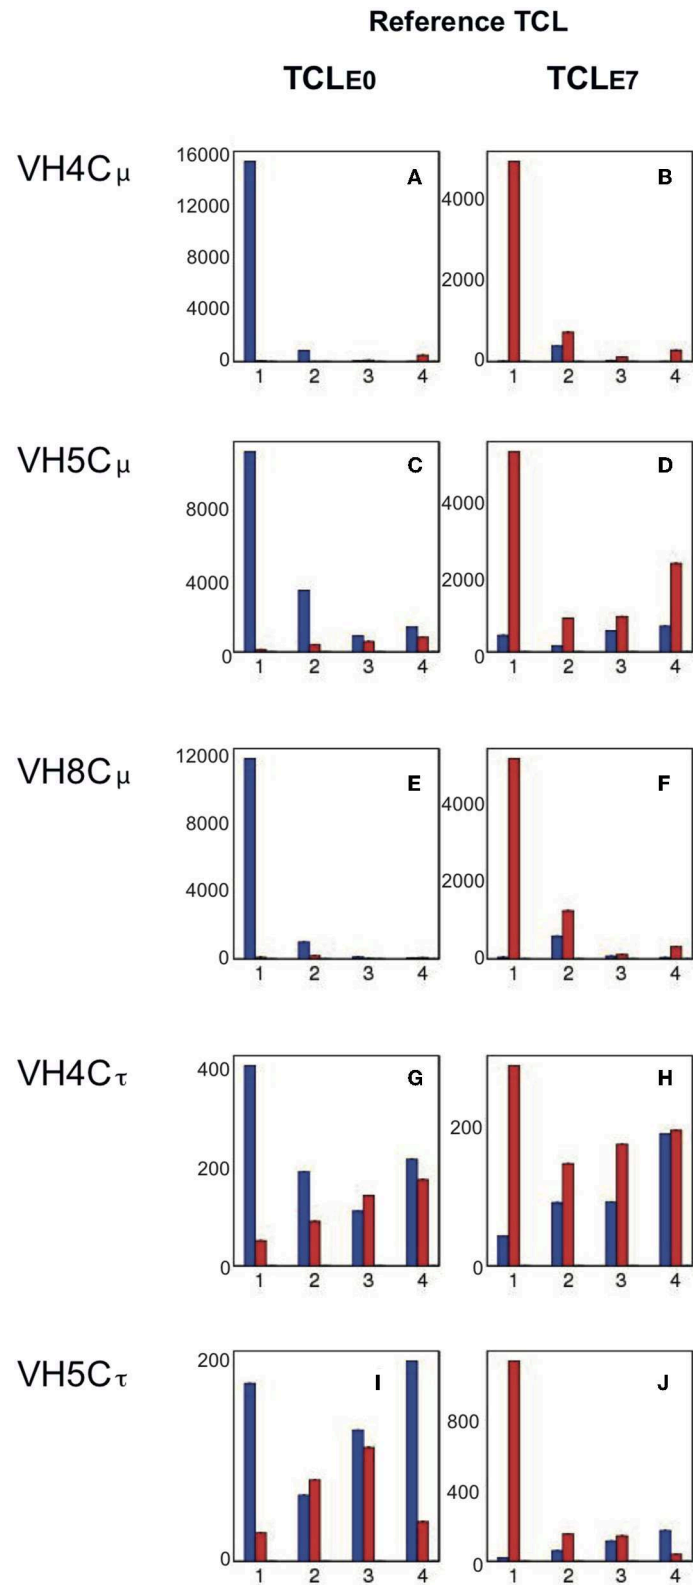 Reference TCL
TCLE0 TCLE7
VH4Cμ
16000
12000
8000
4000
0
A
1 2 3 4
4000
2000
0
B
1 2 3 4
VH5Cμ
8000
4000
0
C
1 2 3 4
4000
2000
0
D
1 2 3 4
VH8Cμ
12000
8000
4000
0
E
1 2 3 4
4000
2000
0
F
1 2 3 4
VH4Cτ
400
200
0
G
1 2 3 4
200
0
H
1 2 3 4
VH5Cτ
200
0
I
1 2 3 4
800
400
0
J
1 2 3 4